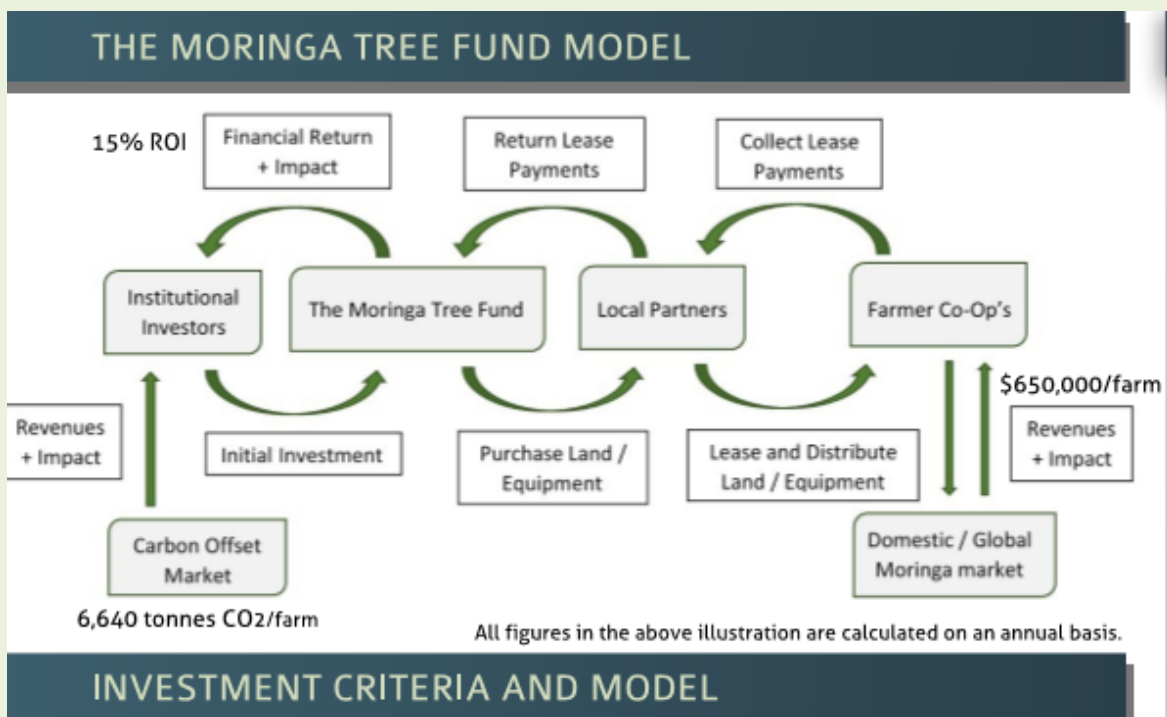 THE MORINGA TREE FUND MODEL
15% ROI
Financial Return
+ Impact
Return Lease
Payments
Collect Lease
Payments
Institutional
Investors
The Moringa Tree Fund
Local Partners
Farmer Co-Op's
$650,000/farm
Revenues
+ Impact
Initial Investment
Purchase Land /
Equipment
Lease and Distribute
Land / Equipment
Revenues
+ Impact
Carbon Offset
Market
Domestic / Global
Moringa market
6,640 tonnes CO2/farm
All figures in the above illustration are calculated on an annual basis.
INVESTMENT CRITERIA AND MODEL